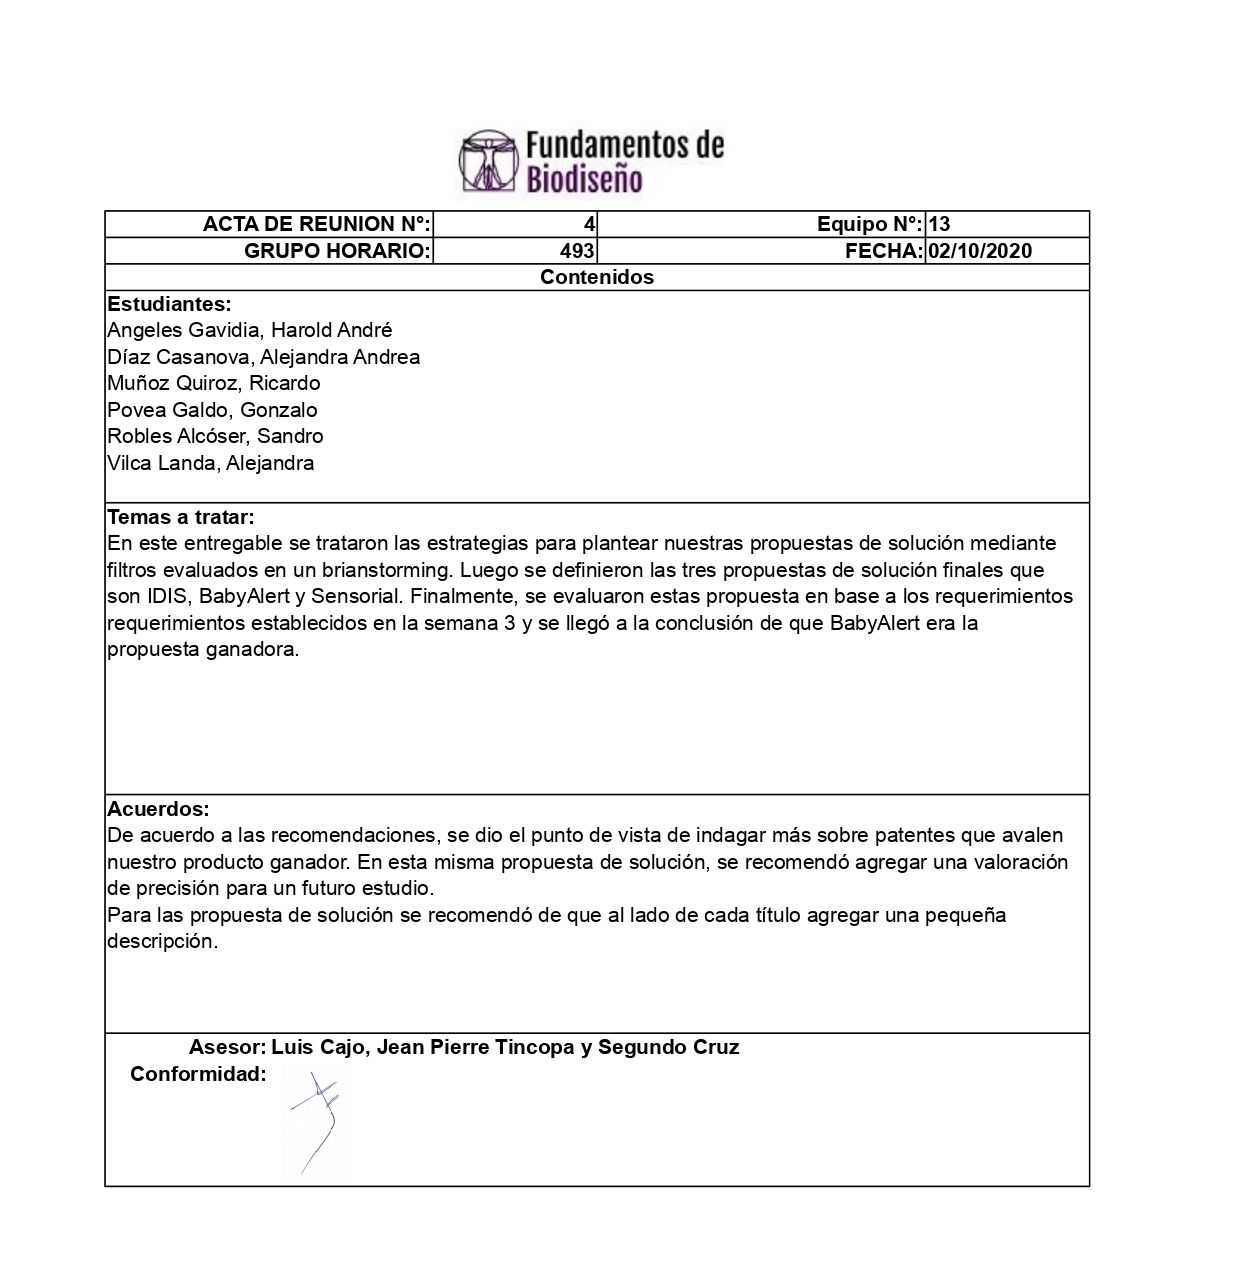 Fundamentos de
Biodiseño
ACTA DE REUNION N°: 4 Equipo N°: 13
GRUPO HORARIO: 493 FECHA: 02/10/2020
Contenidos
Estudiantes:
Angeles Gavidia, Harold André
Díaz Casanova, Alejandra Andrea
Muñoz Quiroz, Ricardo
Povea Galdo, Gonzalo
Robles Alcóser, Sandro
Vilca Landa, Alejandra
Temas a tratar:
En este entregable se trataron las estrategias para plantear nuestras propuestas de solución mediante
filtros evaluados en un brianstorming. Luego se definieron las tres propuestas de solución finales que
son IDIS, BabyAlert y Sensorial. Finalmente, se evaluaron estas propuesta en base a los requerimientos
requerimientos establecidos en la semana 3 y se llegó a la conclusión de que BabyAlert era la
propuesta ganadora.
Acuerdos:
De acuerdo a las recomendaciones, se dio el punto de vista de indagar más sobre patentes que avalen
nuestro producto ganador. En esta misma propuesta de solución, se recomendó agregar una valoración
de precisión para un futuro estudio.
Para las propuesta de solución se recomendó de que al lado de cada título agregar una pequeña
descripción.
Asesor: Luis Cajo, Jean Pierre Tincopa y Segundo Cruz
Conformidad: